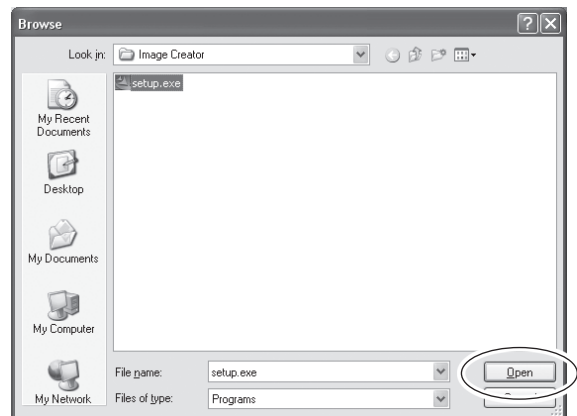 Browse
Look in: Image Creator
setup.exe
My Recent
Documents
Desktop
My Documents
My Computer
My Network
File name: setup.exe
Open
Files of type: Programs